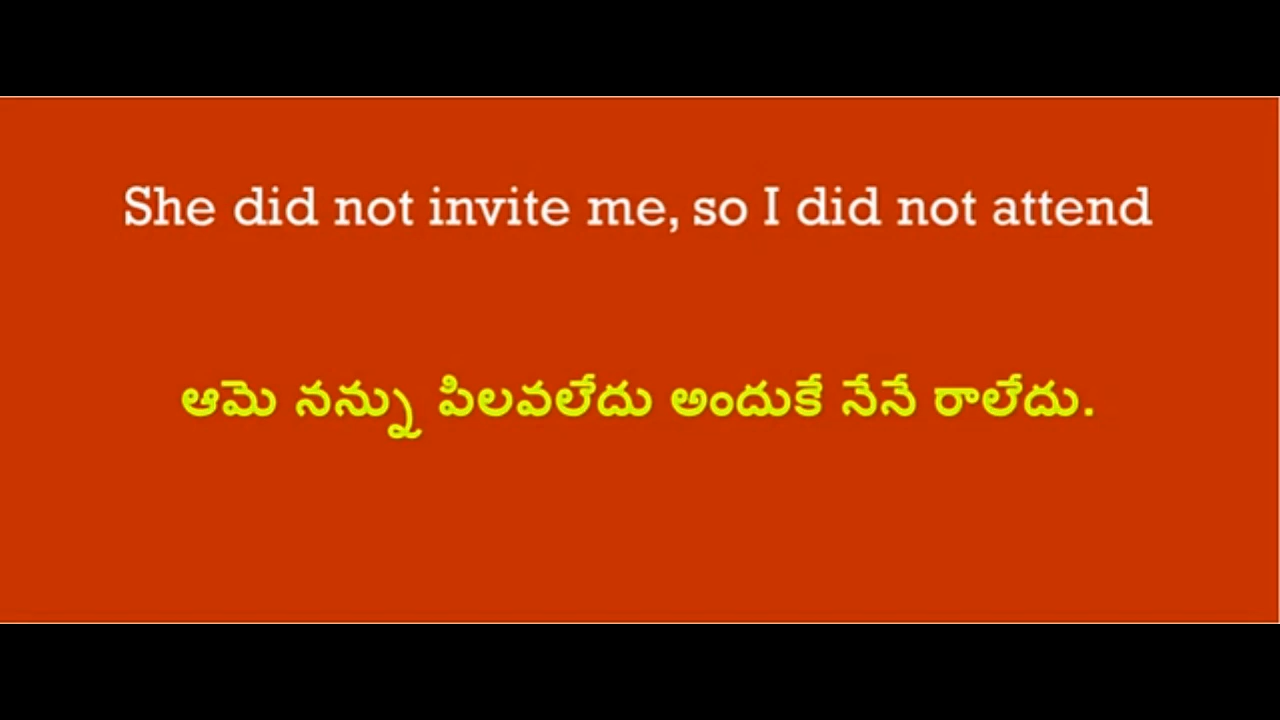 She did not invite me, so I did not attend
ఆమె నన్ను పిలవలేదు అందుకే నేనే రాలేదు.